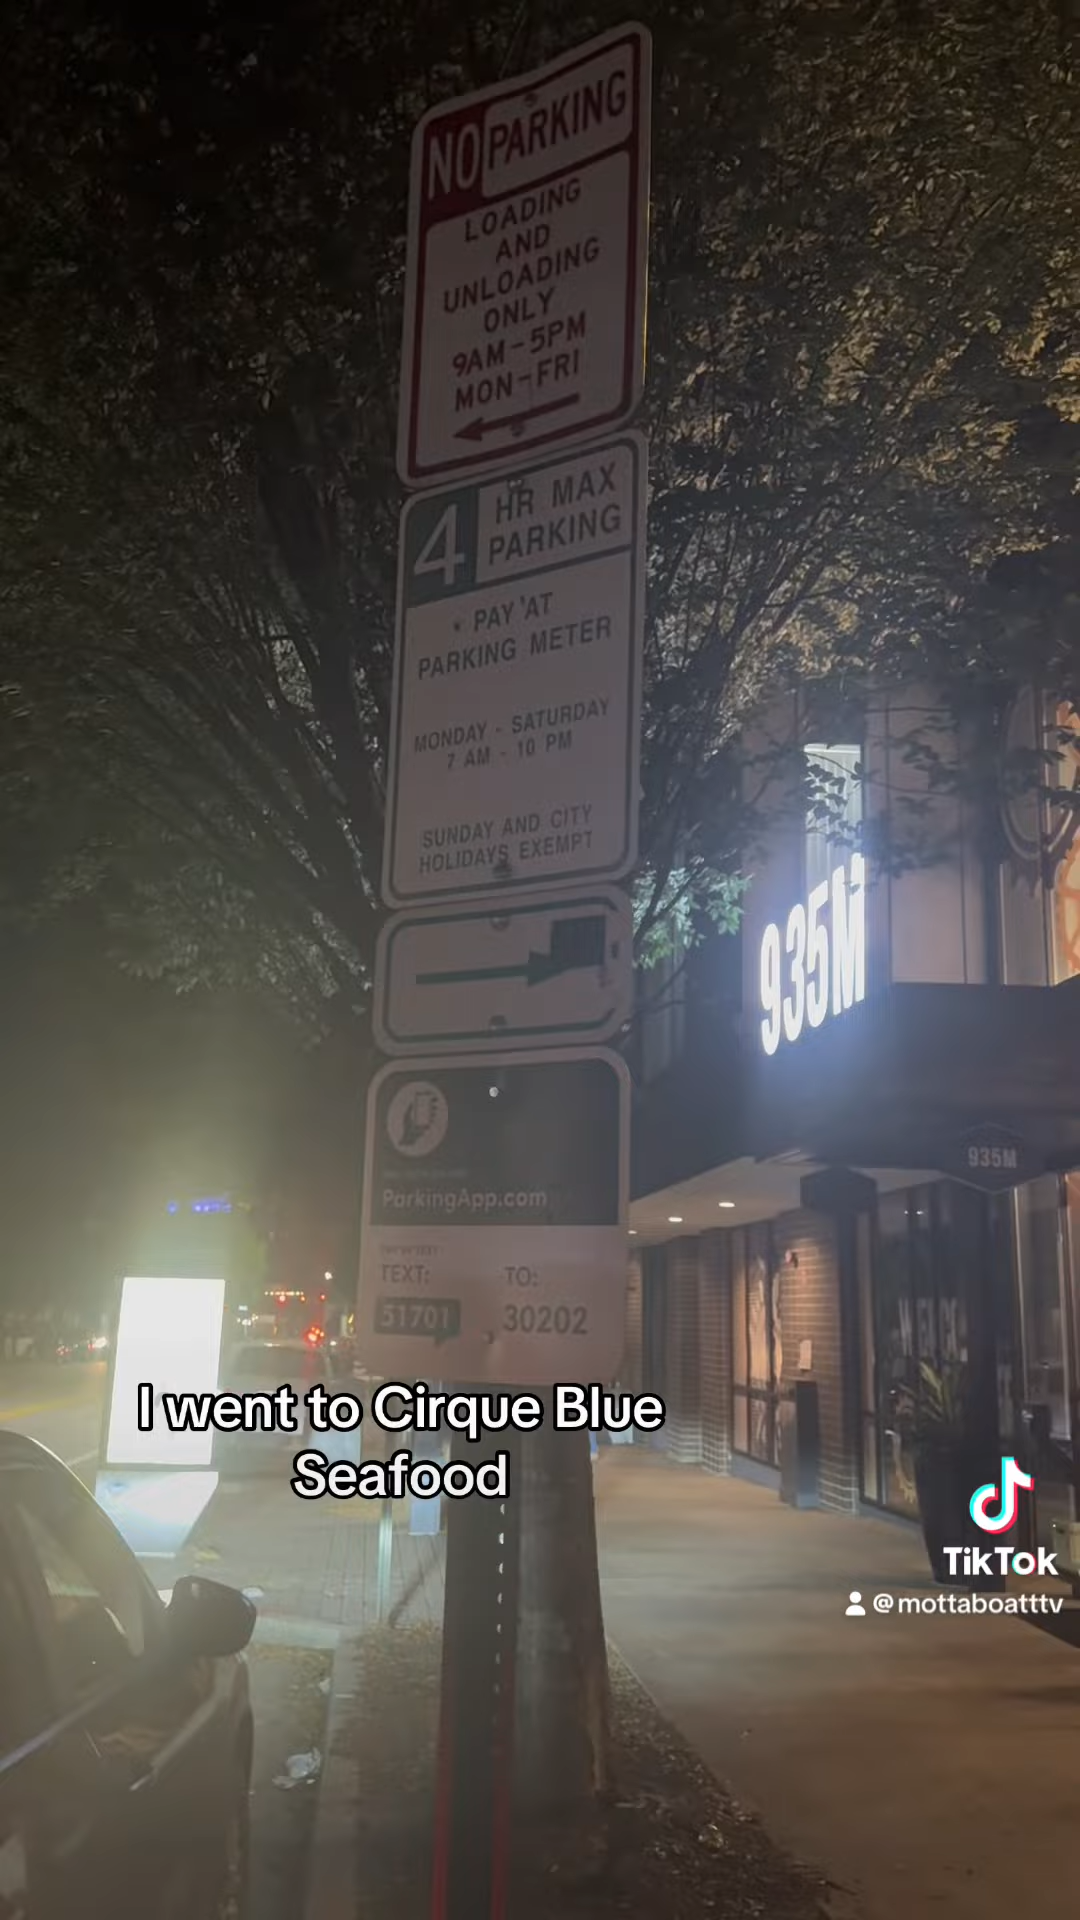 NO PARKING
LOADING
AND
UNLOADING
ONLY
9AM-5PM
MON-FRI
4 HR MAX
PARKING
PAY AT
PARKING METER
MONDAY - SATURDAY
7 AM - 10 PM
SUNDAY AND CITY
HOLIDAYS EXEMPT
935M
935M
ParkingApp.com
TEXT: TO:
51701 30202
I went to Cirque Blue
Seafood
TikTok
@mottaboatttv